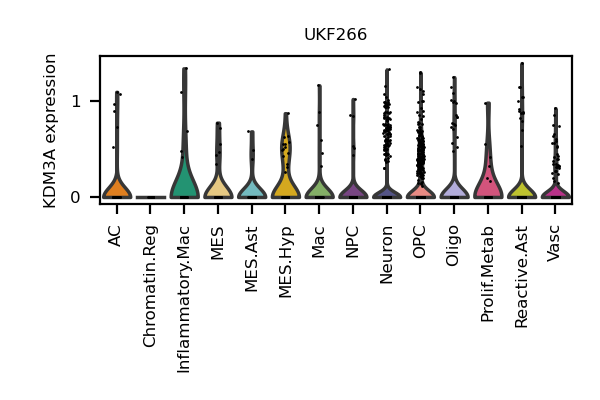 UKF266
KDM3A expression
1
0
AC
Chromatin.Reg
Inflammatory.Mac
MES
MES.Ast
MES.Hyp
Mac
NPC
Neuron
OPC
Oligo
Prolif.Metab
Reactive.Ast
Vasc